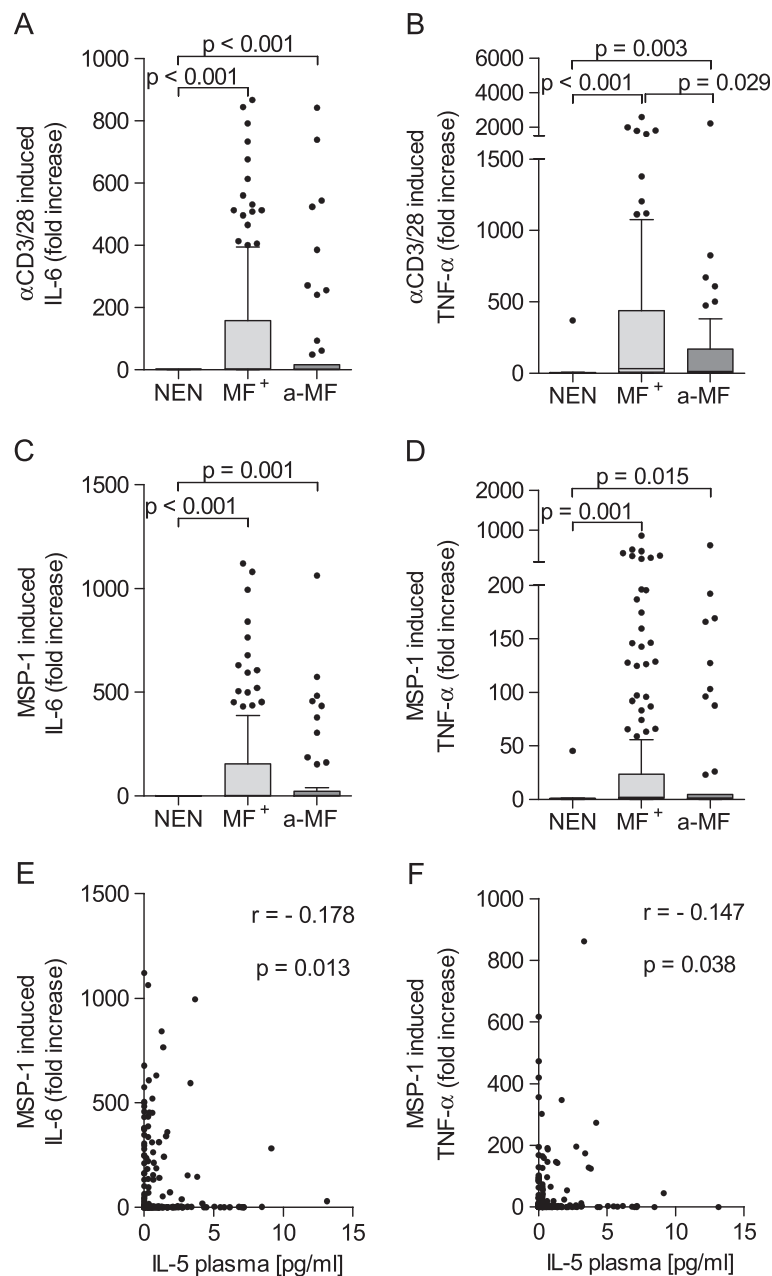 A
p < 0.001
p < 0.001
αCD3/28 induced
IL-6 (fold increase)
1000
800
600
400
200
0
NEN MF+ a-MF
B
p = 0.003
p < 0.001
p = 0.029
αCD3/28 induced
TNF-α (fold increase)
6000
4000
2000
1500
1000
500
0
NEN MF+ a-MF
C
p = 0.001
p < 0.001
MSP-1 induced
IL-6 (fold increase)
1500
1000
500
0
NEN MF+ a-MF
D
p = 0.015
p = 0.001
MSP-1 induced
TNF-α (fold increase)
2000
1000
200
150
100
50
0
NEN MF+ a-MF
E
r = - 0.178
p = 0.013
MSP-1 induced
IL-6 (fold increase)
1500
1000
500
0
0 5 10 15
IL-5 plasma [pg/ml]
F
r = - 0.147
p = 0.038
MSP-1 induced
TNF-α (fold increase)
1000
800
600
400
200
0
0 5 10 15
IL-5 plasma [pg/ml]